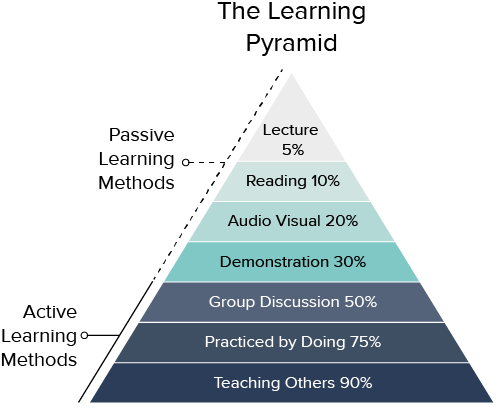 The Learning
Pyramid
Passive
Learning
Methods
Lecture
5%
Reading 10%
Audio Visual 20%
Demonstration 30%
Active
Learning
Methods
Group Discussion 50%
Practiced by Doing 75%
Teaching Others 90%